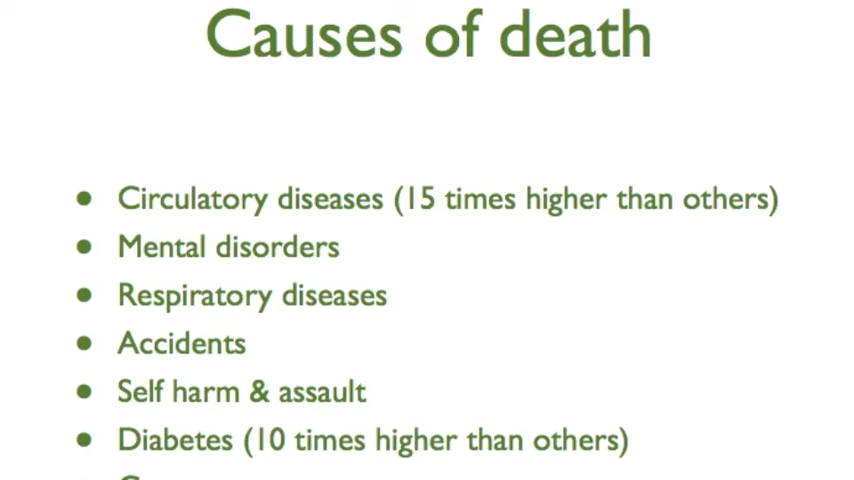 Causes of death
• Circulatory diseases (15 times higher than others)
• Mental disorders
• Respiratory diseases
• Accidents
• Self harm & assault
• Diabetes (10 times higher than others)